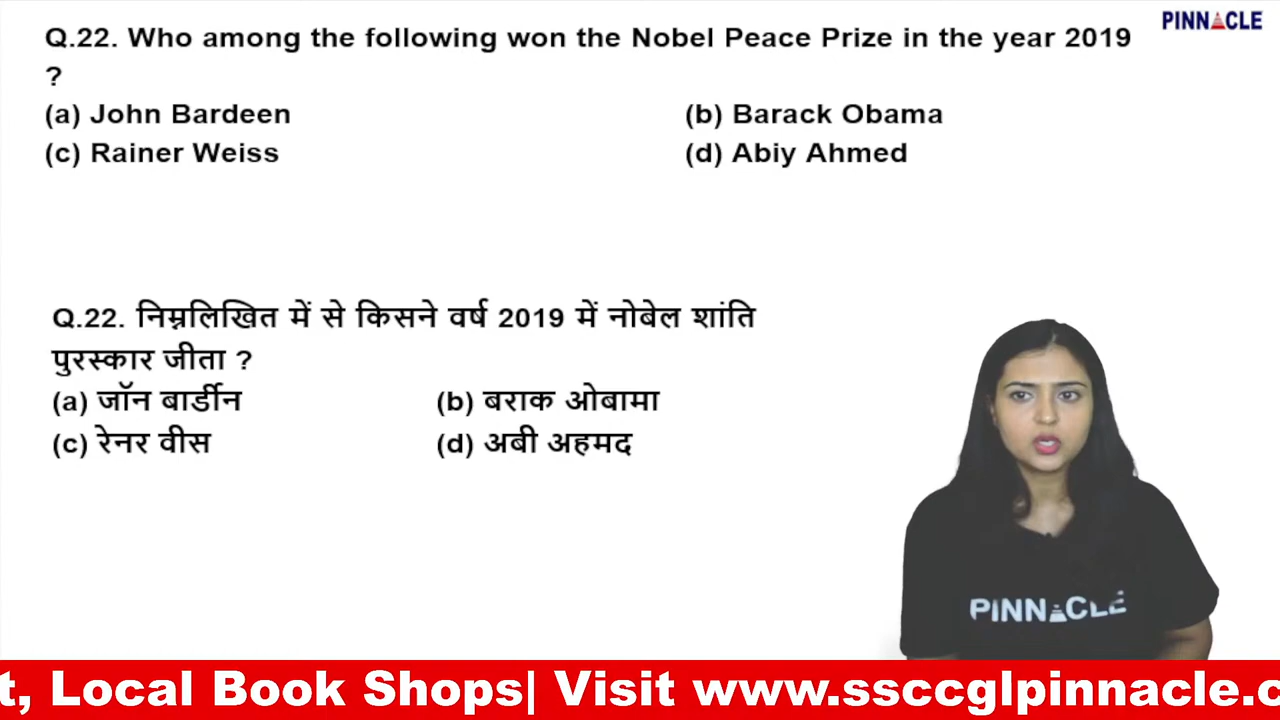 PINNACLE
Q.22. Who among the following won the Nobel Peace Prize in the year 2019
?
(a) John Bardeen (b) Barack Obama
(c) Rainer Weiss (d) Abiy Ahmed
Q.22. निम्नलिखित में से किसने वर्ष 2019 में नोबेल शांति
पुरस्कार जीता ?
(a) जॉन बार्डीन (b) बराक ओबामा
(c) रेनर वीस (d) अबी अहमद
PINNACLE
t, Local Book Shops| Visit www.ssccglpinnacle.c